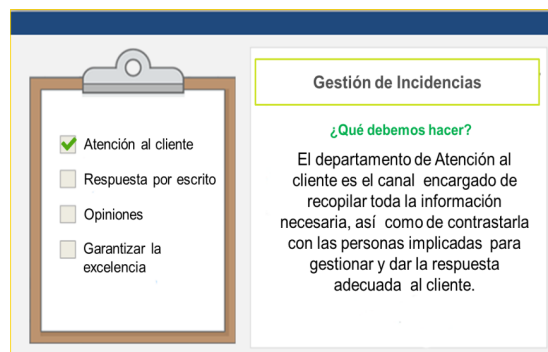 Atención al cliente
Respuesta por escrito
Opiniones
Garantizar la
excelencia
Gestión de Incidencias
¿Qué debemos hacer?
El departamento de Atención al
cliente es el canal encargado de
recopilar toda la información
necesaria, así como de contrastarla
con las personas implicadas para
gestionar y dar la respuesta
adecuada al cliente.